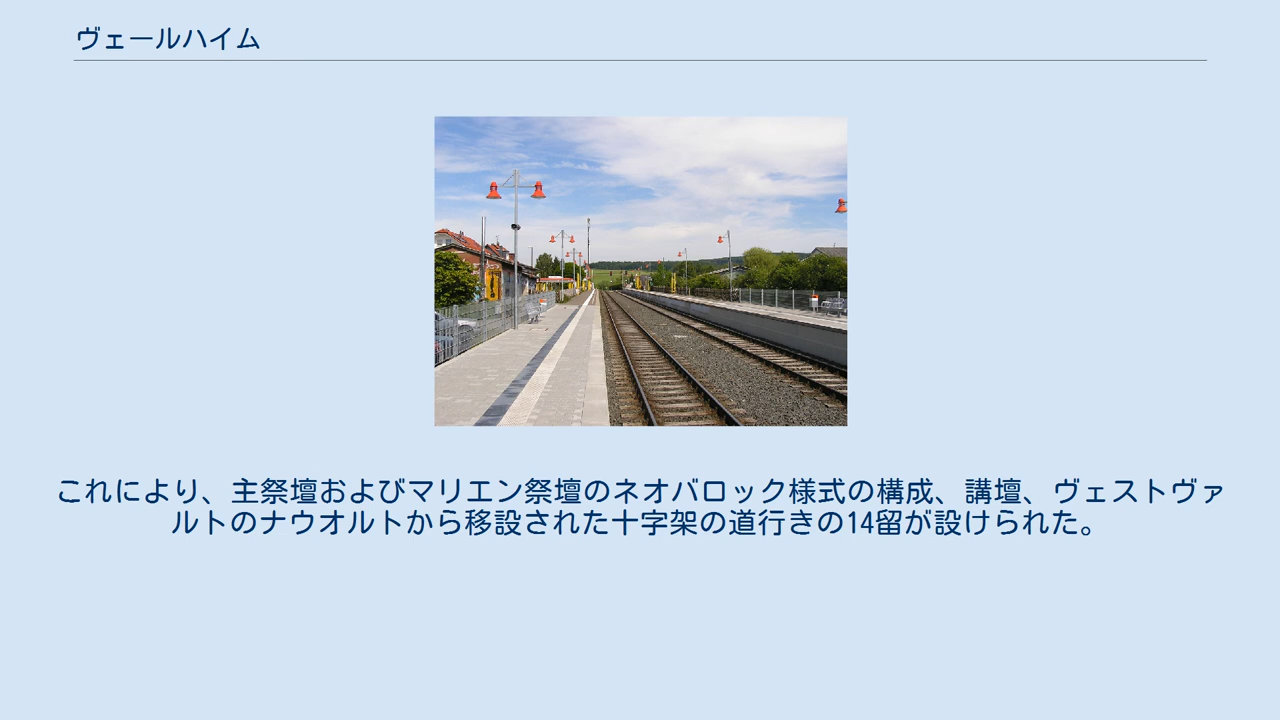 ヴェールハイム
これにより、主祭壇およびマリエン祭壇のネオバロック様式の構成、講壇、ヴェストヴァ
ルトのナウオルトから移設された十字架の道行きの14留が設けられた。